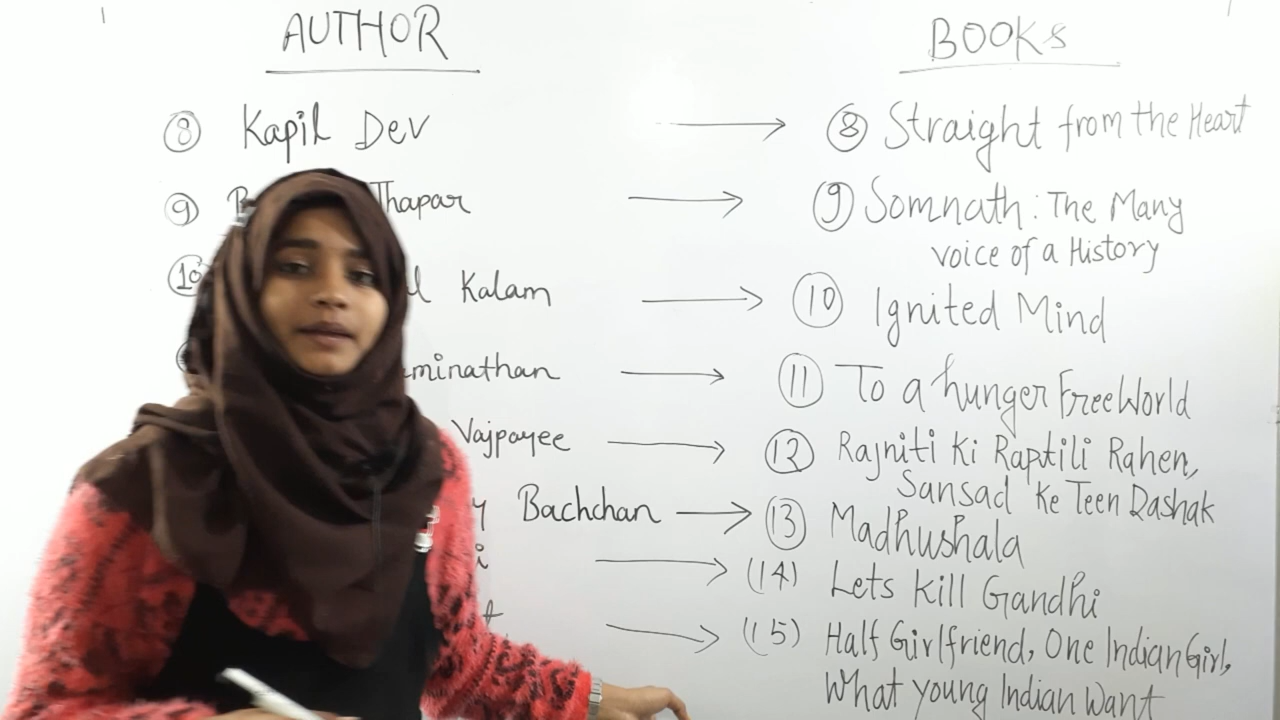 AUTHOR BOOKS
8 Kapil Dev → 8 Straight from the Heart
9 Thapar → 9 Somnath: The Many
voice of a History
10 Kalam → 10 Ignited Mind
minathan → 11 To a hunger Free World
Vajpayee → 12 Rajniti Ki Raptili Rahen,
Sansad Ke Teen Dashak
Bachchan → 13 Madhushala
→ (14) Lets Kill Gandhi
→ (15) Half Girlfriend, One Indian Girl,
What young Indian Want